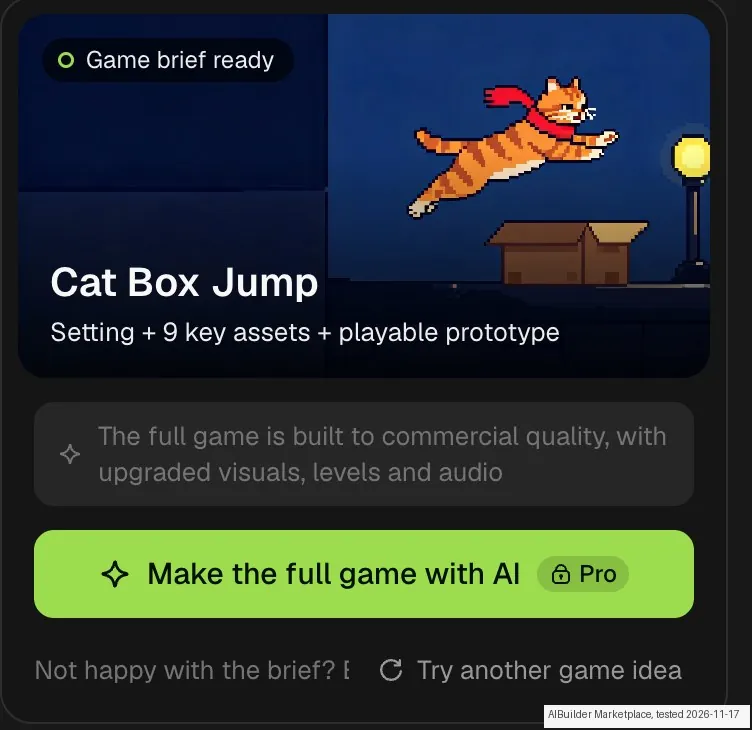 Game brief ready
Cat Box Jump
Setting + 9 key assets + playable prototype
The full game is built to commercial quality, with
upgraded visuals, levels and audio
Make the full game with AI Pro
Not happy with the brief? Try another game idea
AIBuilder Marketplace, tested 2026-11-17